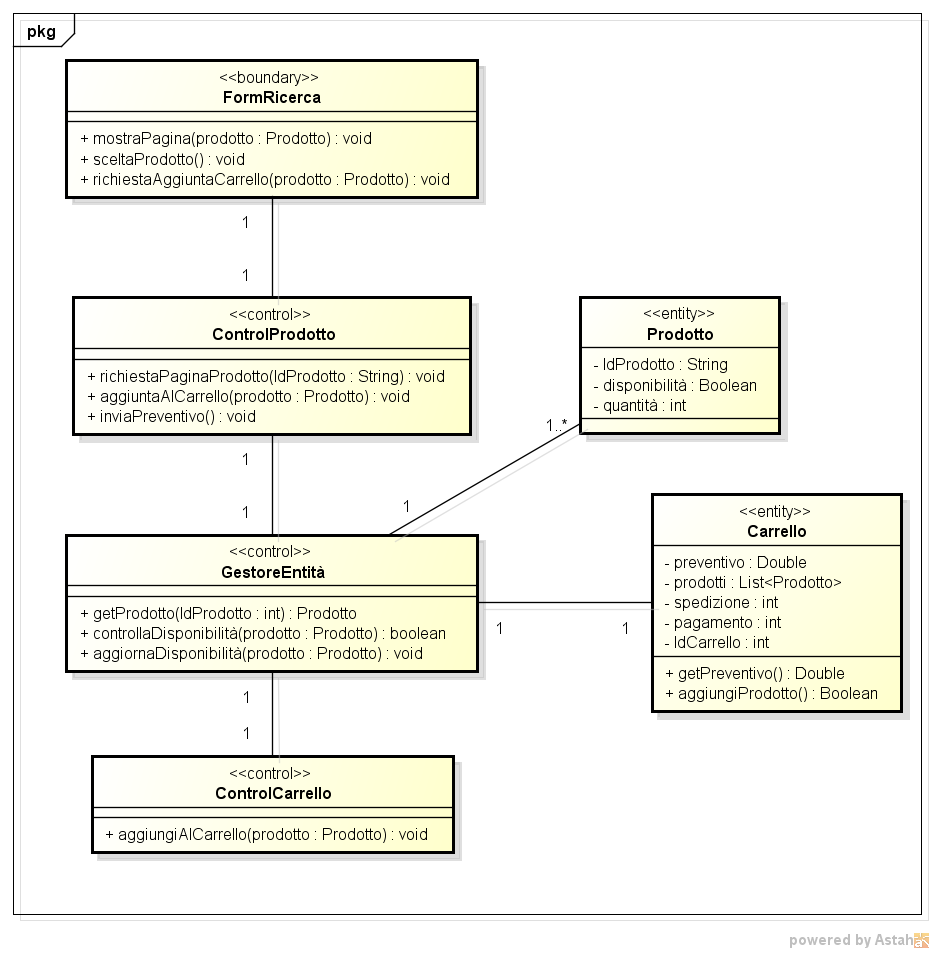 pkg
<<boundary>>
FormRicerca
+ mostraPagina(prodotto : Prodotto) : void
+ sceltaProdotto() : void
+ richiestaAggiuntaCarrello(prodotto : Prodotto) : void
1
1
<<control>>
ControlProdotto
+ richiestaPaginaProdotto(IdProdotto : String) : void
+ aggiuntaAlCarrello(prodotto : Prodotto) : void
+ inviaPreventivo() : void
<<entity>>
Prodotto
- IdProdotto : String
- disponibilità : Boolean
- quantità : int
1..*
1
1
1
<<control>>
GestoreEntità
+ getProdotto(IdProdotto : int) : Prodotto
+ controllaDisponibilità(prodotto : Prodotto) : boolean
+ aggiornaDisponibilità(prodotto : Prodotto) : void
1
1
<<entity>>
Carrello
- preventivo : Double
- prodotti : List<Prodotto>
- spedizione : int
- pagamento : int
- IdCarrello : int
+ getPreventivo() : Double
+ aggiungiProdotto() : Boolean
1
1
<<control>>
ControlCarrello
+ aggiungiAlCarrello(prodotto : Prodotto) : void
powered by Astah